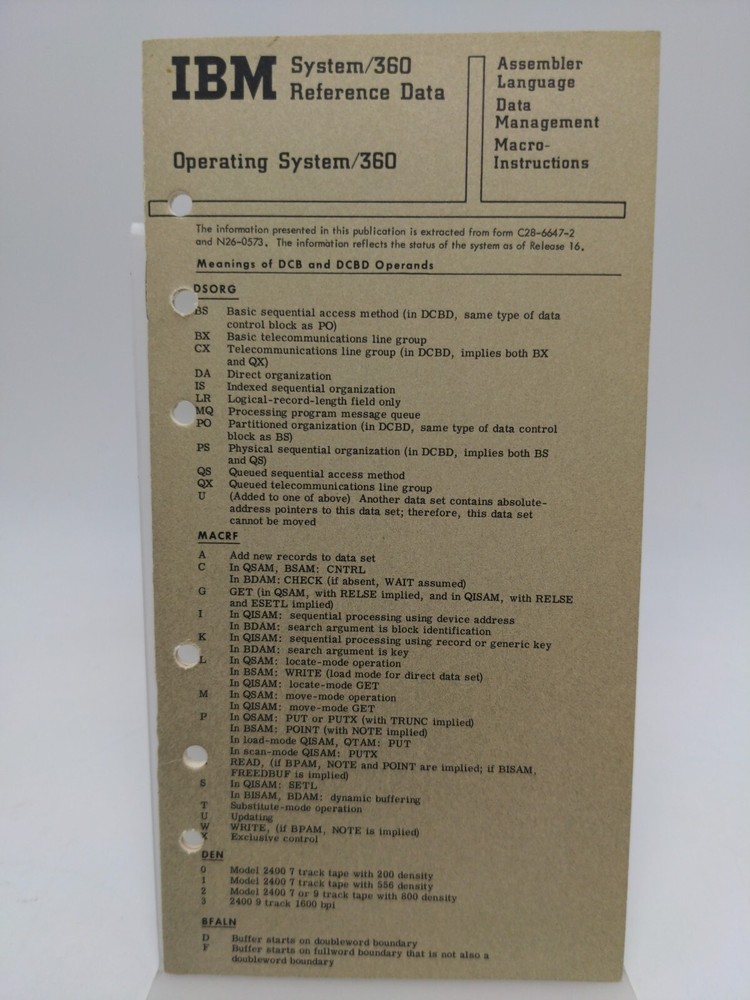 IBM System/360
Reference Data
Operating System/360
Assembler
Language
Data
Management
Macro-
Instructions
The information presented in this publication is extracted from form C28-6647-2
and N26-0573. The information reflects the status of the system as of Release 16.
Meanings of DCB and DCBD Operands
DSORG
BS Basic sequential access method (in DCBD, same type of data
control block as PO)
BX Basic telecommunications line group
CX Telecommunications line group (in DCBD, implies both BX
and QX)
DA Direct organization
IS Indexed sequential organization
LR Logical-record-length field only
MQ Processing program message queue
PO Partitioned organization (in DCBD, same type of data control
block as BS)
PS Physical sequential organization (in DCBD, implies both BS
and QS)
QS Queued sequential access method
QX Queued telecommunications line group
U (Added to one of above) Another data set contains absolute-
address pointers to this data set; therefore, this data set
cannot be moved
MACRF
A Add new records to data set
C In QSAM, BSAM: CNTRL
In BDAM: CHECK (if absent, WAIT assumed)
G GET (in QSAM, with RELSE implied, and in QISAM, with RELSE
and ESETL implied)
I In QISAM: sequential processing using device address
In BDAM: search argument is block identification
K In QISAM: sequential processing using record or generic key
In BDAM: search argument is key
L In QSAM: locate-mode operation
In BSAM: WRITE (load mode for direct data set)
In QISAM: locate-mode GET
M In QSAM: move-mode operation
In QISAM: move-mode GET
P In QSAM: PUT or PUTX (with TRUNC implied)
In BSAM: POINT (with NOTE implied)
In load-mode QISAM, QTAM: PUT
In scan-mode QISAM: PUTX
READ, (if BPAM, NOTE and POINT are implied; if BISAM,
FREEDBUF is implied)
S In QISAM: SETL
In BISAM, BDAM: dynamic buffering
T Substitute-mode operation
U Updating
W WRITE, (if BPAM, NOTE is implied)
X Exclusive control
DEN
0 Model 2400 7 track tape with 200 density
1 Model 2400 7 track tape with 556 density
2 Model 2400 7 or 9 track tape with 800 density
3 2400 9 track 1600 bpi
BFALN
D Buffer starts on doubleword boundary
F Buffer starts on fullword boundary that is not also a
doubleword boundary